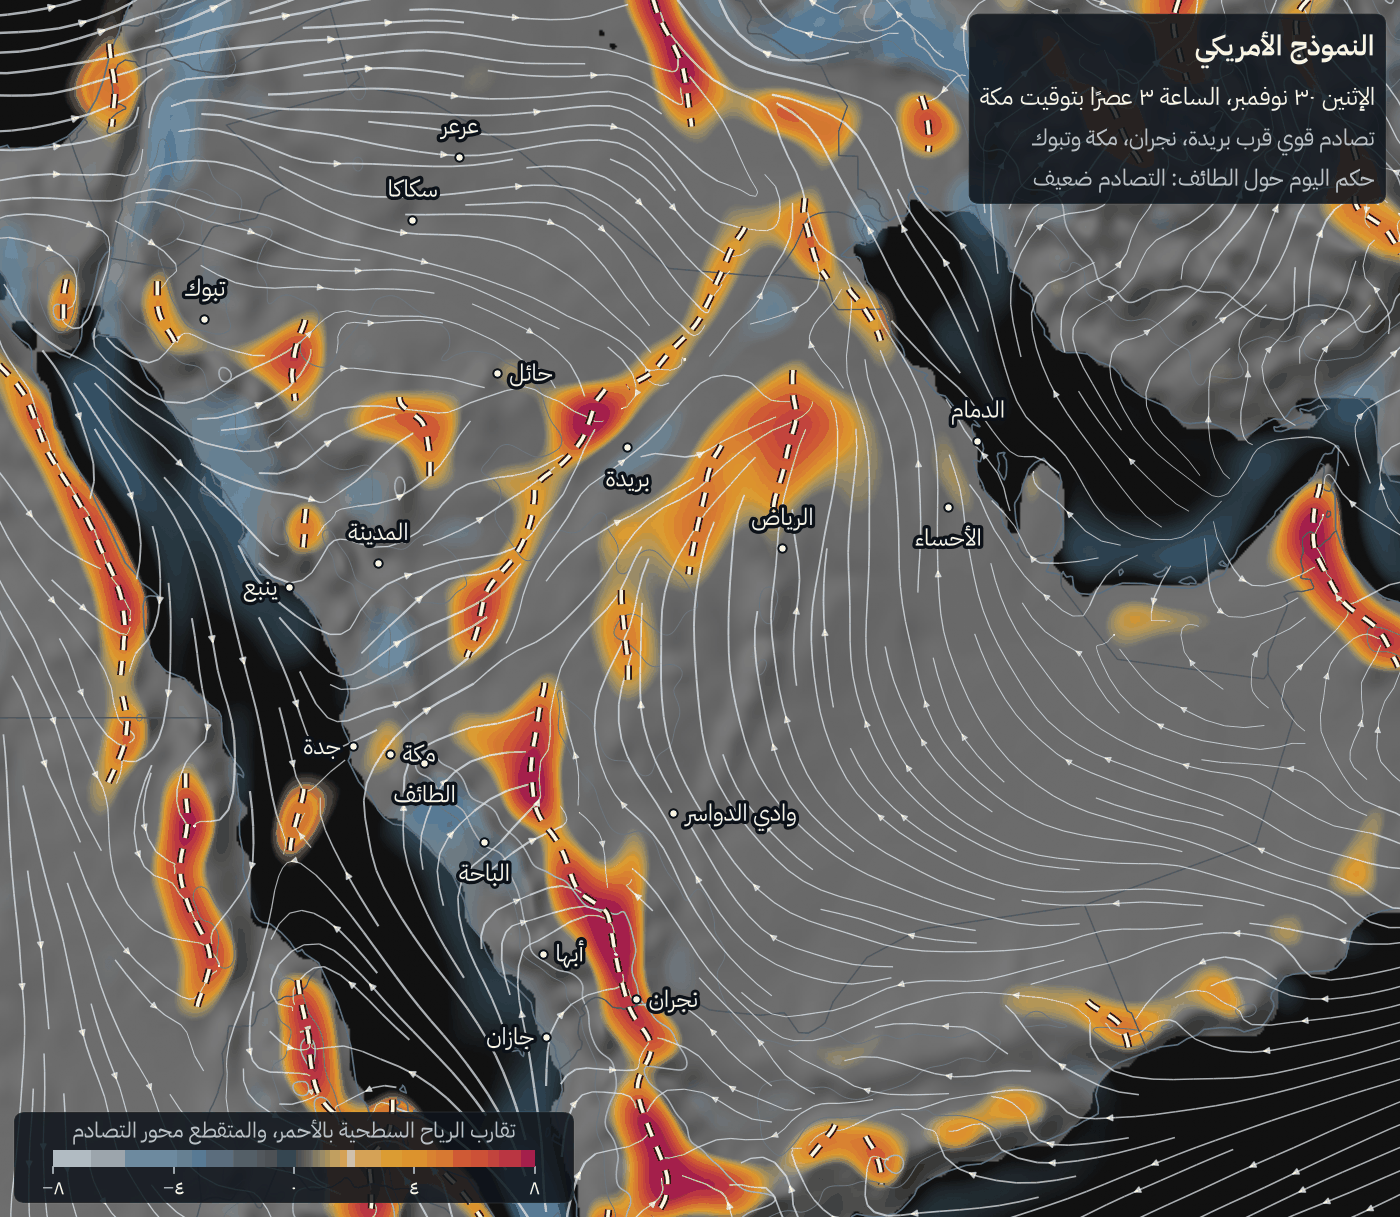 النموذج الأمريكي
الإثنين ٣٠ نوفمبر، الساعة ٣ عصرًا بتوقيت مكة
تصادم قوي قرب بريدة، نجران، مكة وتبوك
حكم اليوم حول الطائف: التصادم ضعيف
عرعر
سكاكا
تبوك
حائل
الدمام
بريدة
الرياض
المدينة
الأحساء
ينبع
جدة
مكة
الطائف
وادي الدواسر
الباحة
أبها
نجران
جازان
تقارب الرياح السطحية بالأحمر، والمتقطع محور التصادم
−٨ −٤ ٠ ٤ ٨